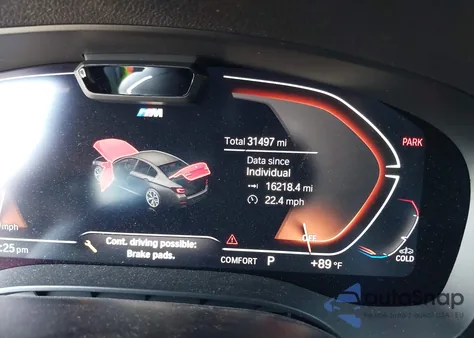 M
Total 31497 mi
PARK
Data since
Individual
16218.4 mi
22.4 mph
mph
:25 pm
Cont. driving possible:
Brake pads.
OFF
COMFORT P +89 °F
COLD
autoSnap